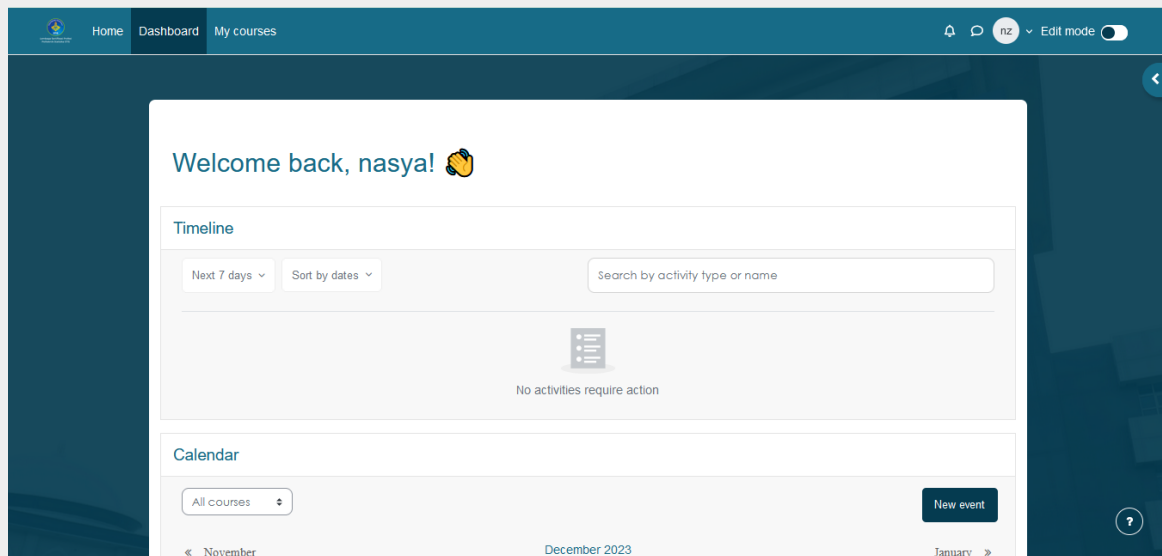 Home Dashboard My courses nz Edit mode
Welcome back, nasya!
Timeline
Next 7 days Sort by dates Search by activity type or name
No activities require action
Calendar
All courses New event
?
« November December 2023 January »